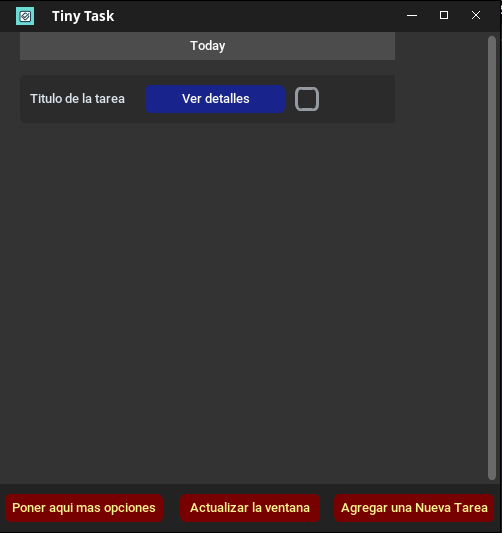 Tiny Task
Today
Titulo de la tarea
Ver detalles
Poner aqui mas opciones
Actualizar la ventana
Agregar una Nueva Tarea